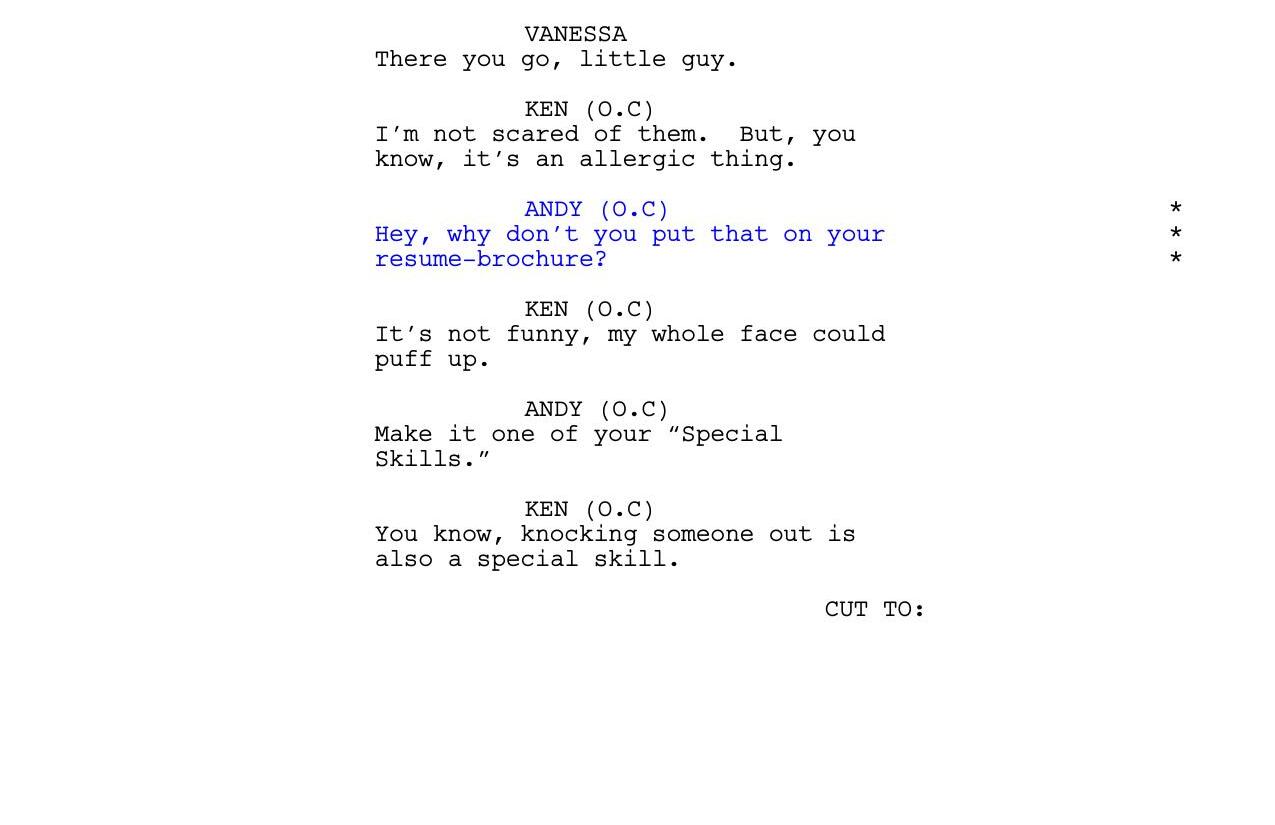 VANESSA
There you go, little guy.
KEN (O.C)
I’m not scared of them.  But, you
know, it’s an allergic thing.
ANDY (O.C) *
Hey, why don’t you put that on your *
resume-brochure? *
KEN (O.C)
It’s not funny, my whole face could
puff up.
ANDY (O.C)
Make it one of your “Special
Skills.”
KEN (O.C)
You know, knocking someone out is
also a special skill.
CUT TO: